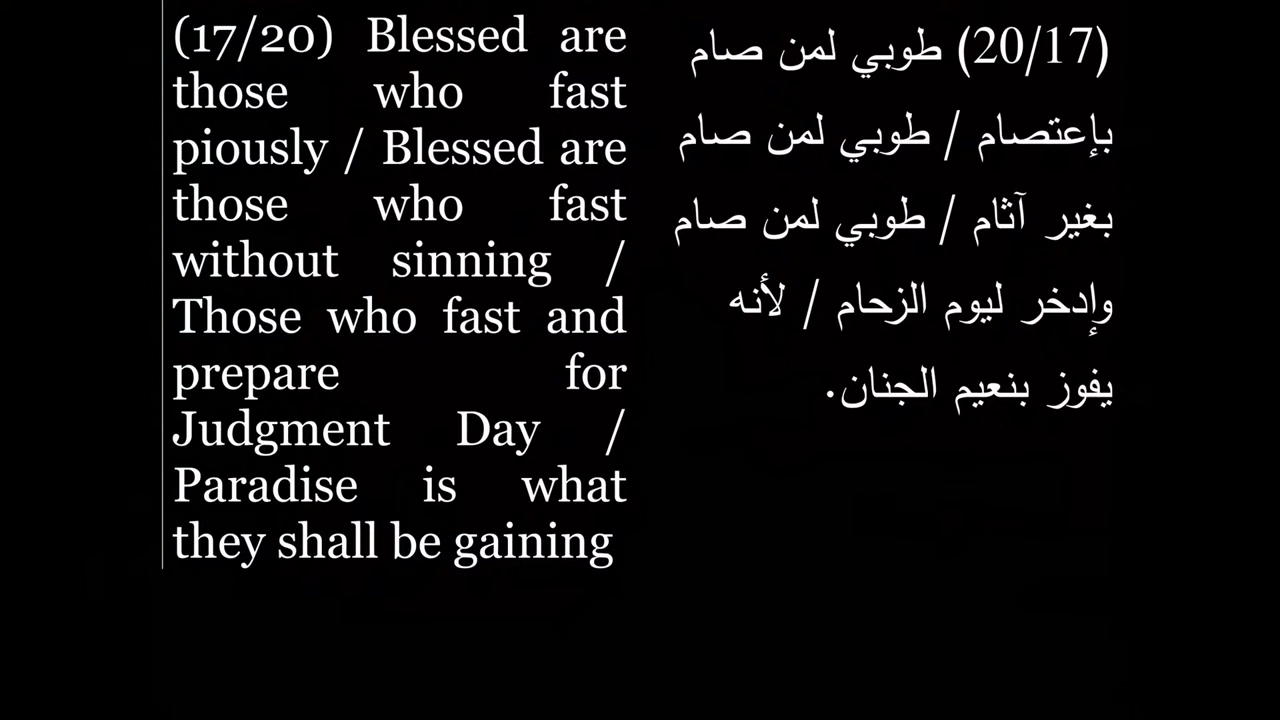 (17/20) Blessed are
those who fast
piously / Blessed are
those who fast
without sinning /
Those who fast and
prepare for
Judgment Day /
Paradise is what
they shall be gaining
(20/17) طوبي لمن صام
بإعتصام / طوبي لمن صام
بغير آثام / طوبي لمن صام
وإدخر ليوم الزحام / لأنه
يفوز بنعيم الجنان.